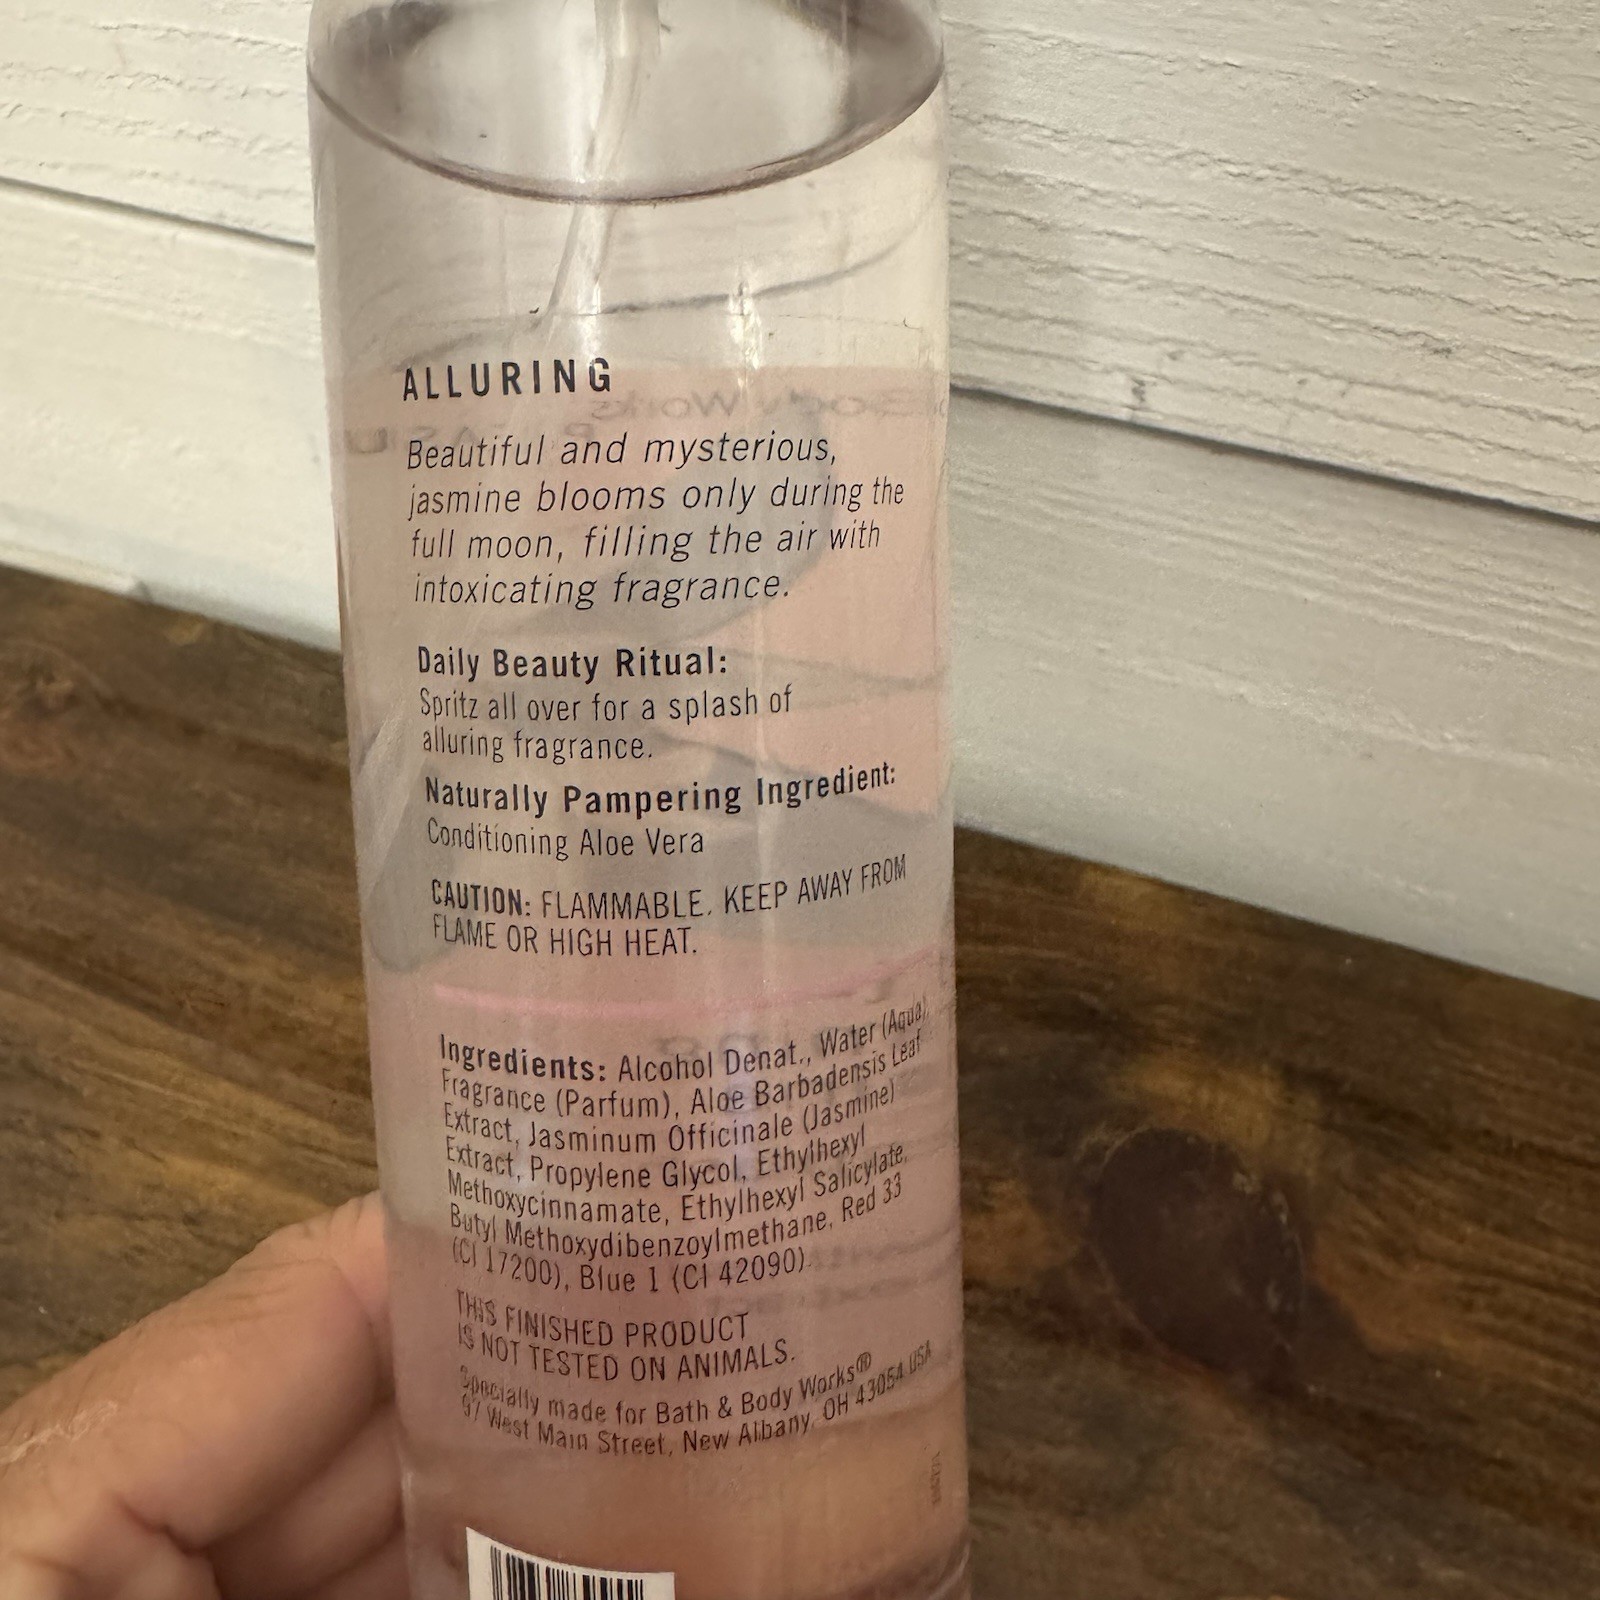 ALLURING
Beautiful and mysterious,
jasmine blooms only during the
full moon, filling the air with
intoxicating fragrance.
Daily Beauty Ritual:
Spritz all over for a splash of
alluring fragrance.
Naturally Pampering Ingredient:
Conditioning Aloe Vera
CAUTION: FLAMMABLE. KEEP AWAY FROM
FLAME OR HIGH HEAT.
Ingredients: Alcohol Denat., Water (Aqua),
Fragrance (Parfum), Aloe Barbadensis Leaf
Extract, Jasminum Officinale (Jasmine)
Extract, Propylene Glycol, Ethylhexyl
Methoxycinnamate, Ethylhexyl Salicylate,
Butyl Methoxydibenzoylmethane, Red 33
(CI 17200), Blue 1 (CI 42090).
THIS FINISHED PRODUCT
IS NOT TESTED ON ANIMALS.
Specially made for Bath & Body Works®
97 West Main Street, New Albany, OH 43054 USA